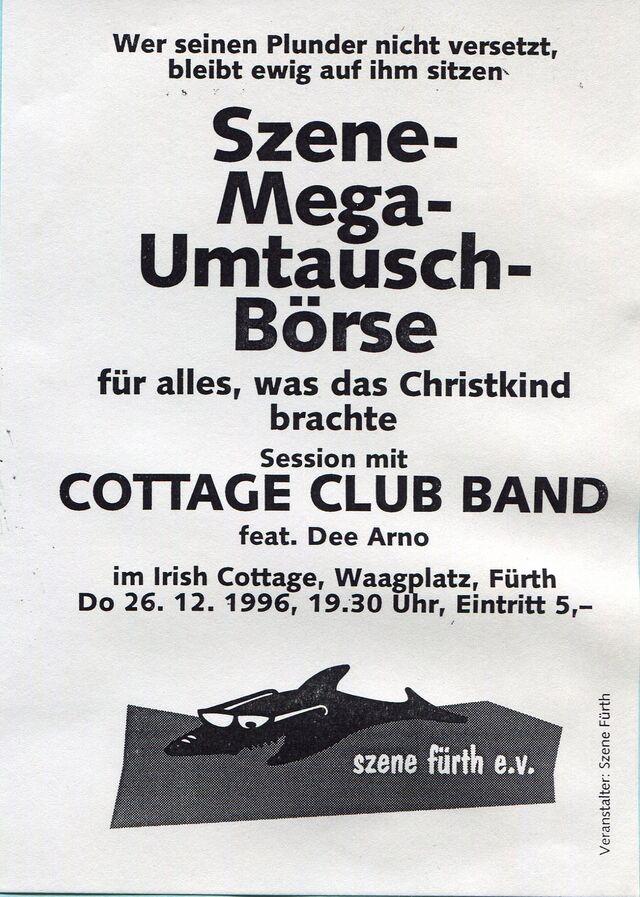 Wer seinen Plunder nicht versetzt,
bleibt ewig auf ihm sitzen
Szene-
Mega-
Umtausch-
Börse
für alles, was das Christkind
brachte
Session mit
COTTAGE CLUB BAND
feat. Dee Arno
im Irish Cottage, Waagplatz, Fürth
Do 26. 12. 1996, 19.30 Uhr, Eintritt 5,–
szene fürth e.v.
Veranstalter: Szene Fürth